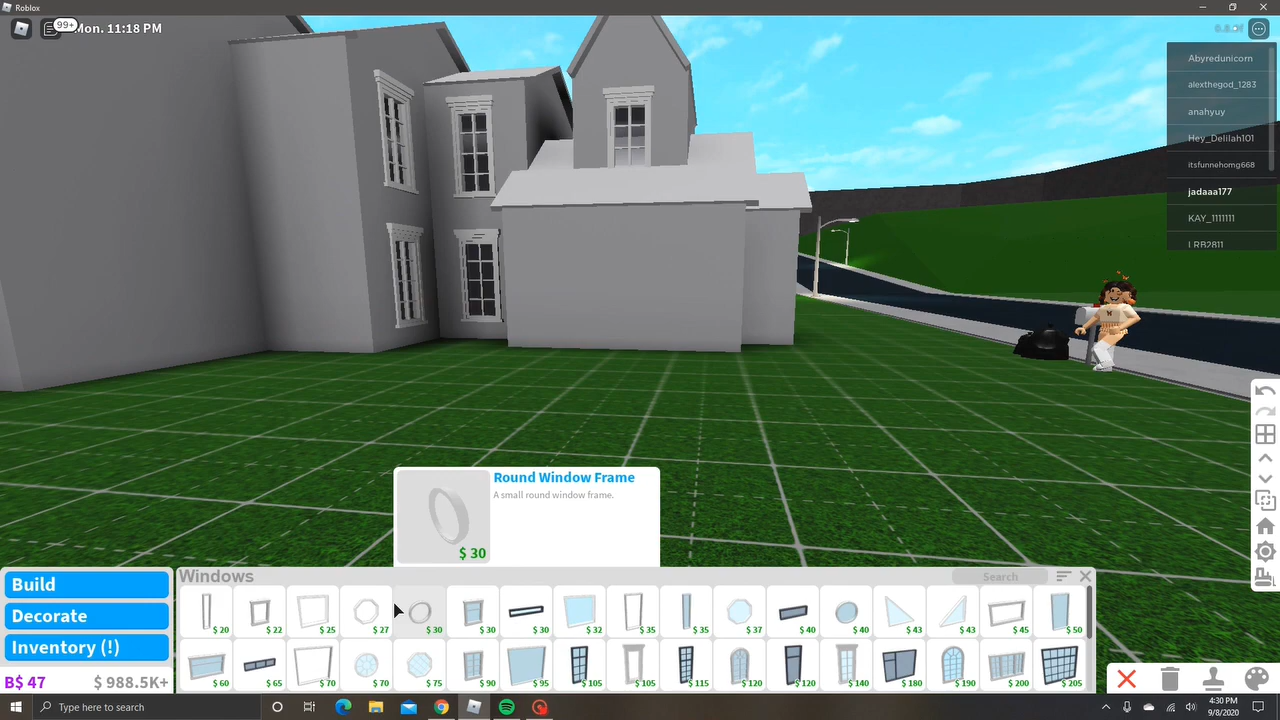 Roblox
99+
Mon. 11:18 PM
Abyredunicorn
alexthegod_1283
anahyuy
Hey_Delilah101
itsfunnehomg668
jadaaa177
KAY_1111111
LRB2811
Round Window Frame
A small round window frame.
$ 30
Build
Decorate
Inventory (!)
B$ 47
$ 988.5K+
Windows
Search
$ 20
$ 22
$ 25
$ 27
$ 30
$ 30
$ 30
$ 32
$ 35
$ 35
$ 37
$ 40
$ 40
$ 43
$ 43
$ 45
$ 50
$ 60
$ 65
$ 70
$ 70
$ 75
$ 90
$ 95
$ 105
$ 105
$ 115
$ 120
$ 120
$ 140
$ 180
$ 190
$ 200
$ 205
Type here to search
4:30 PM
9/8/2020